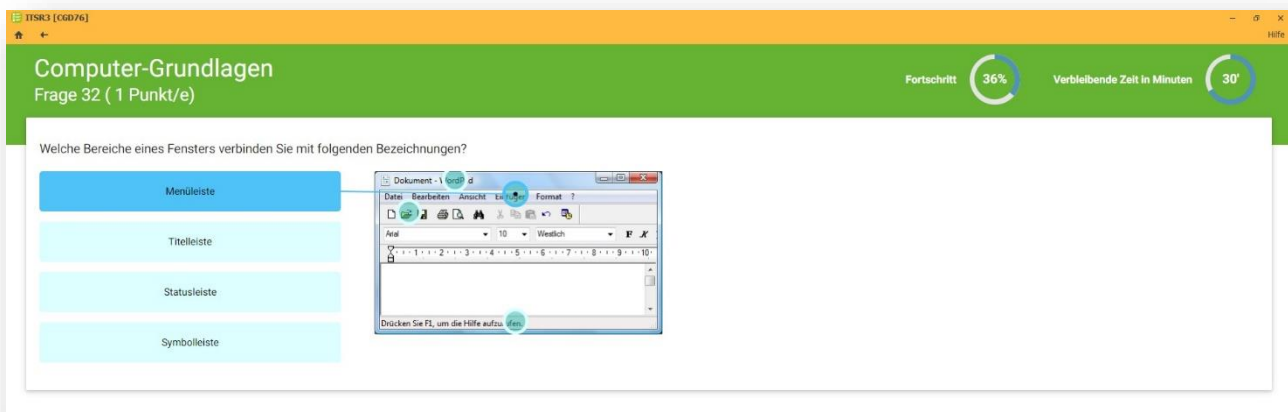 ITSR3 [CGD76]
Hilfe
Computer-Grundlagen
Frage 32 ( 1 Punkt/e)
Fortschritt 36% Verbleibende Zeit in Minuten 30'
Welche Bereiche eines Fensters verbinden Sie mit folgenden Bezeichnungen?
Menüleiste
Titelleiste
Statusleiste
Symbolleiste
Dokument -
Datei Bearbeiten Ansicht Format ?
Arial 10 Westlich F K
1 2 3 4 5 6 7 8 9 10
Drücken Sie F1, um die Hilfe